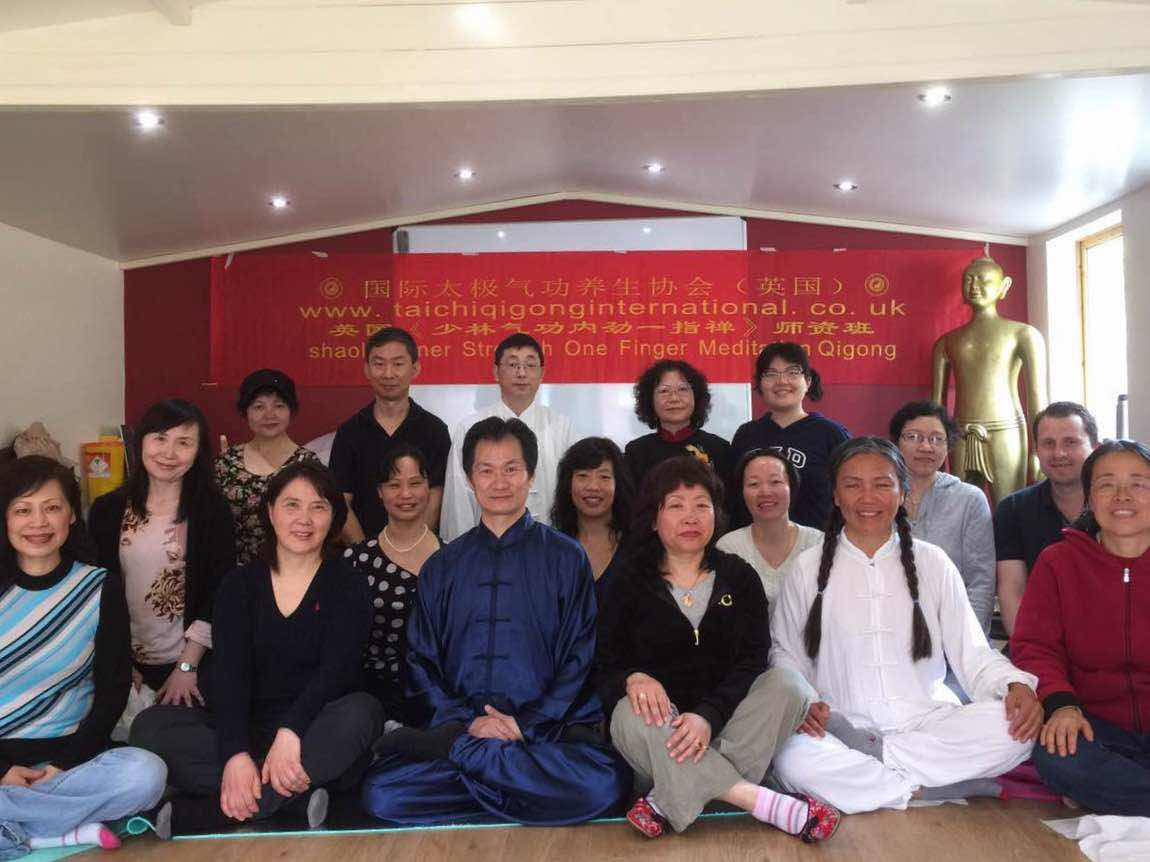 国际太极气功养生协会（英国）
www. taichiqigonginternational. co. uk
英国《少林气功内劲一指禅》师资班
One Finger Qigong